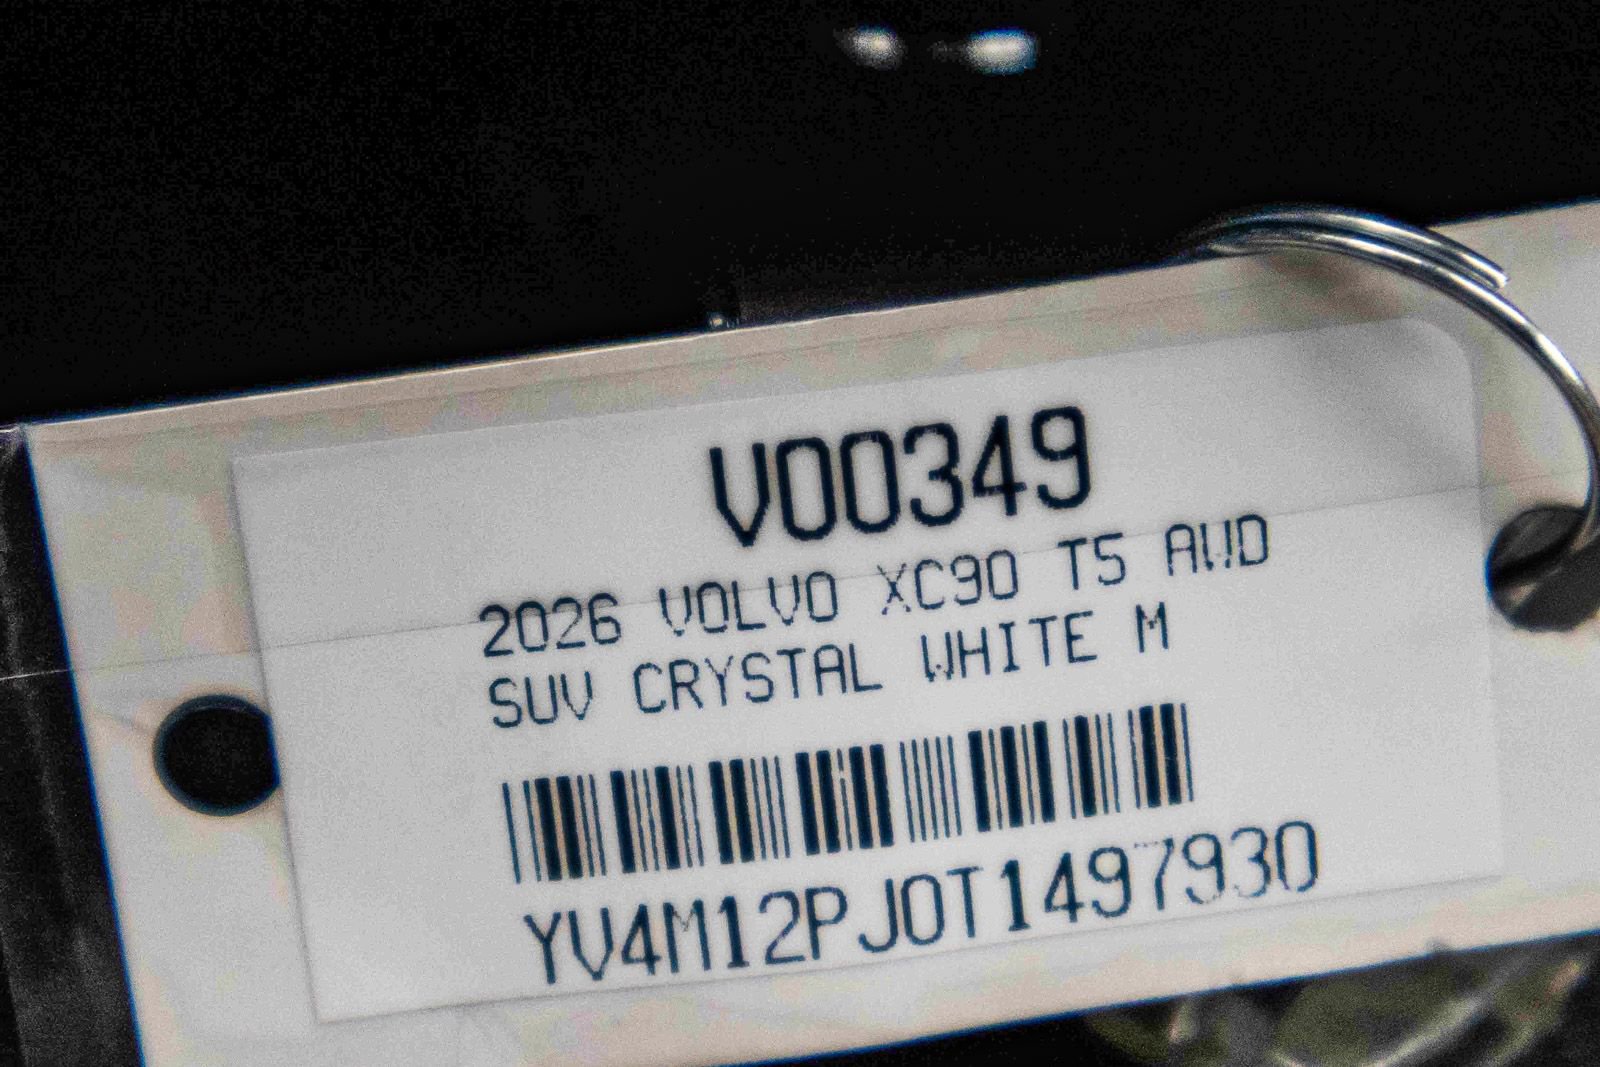 V00349
2026 VOLVO XC90 T5 AWD
SUV CRYSTAL WHITE M
YV4M12PJ0T1497930